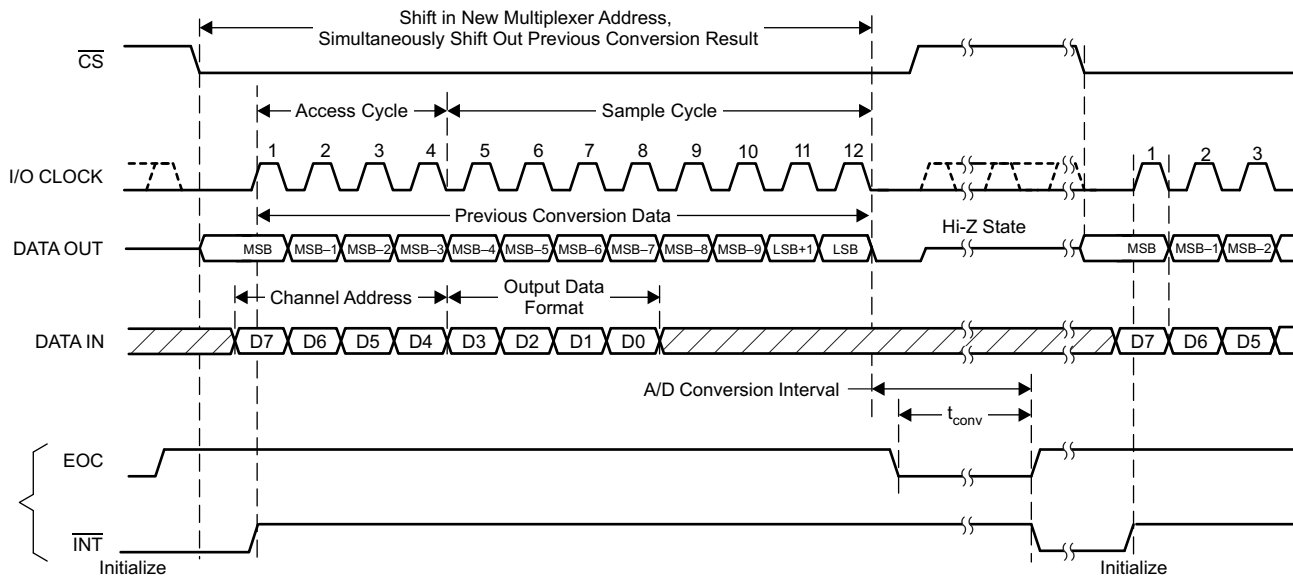 Shift in New Multiplexer Address,
Simultaneously Shift Out Previous Conversion Result
CS
Access Cycle
Sample Cycle
1 2 3 4 5 6 7 8 9 10 11 12 1 2 3
I/O CLOCK
Previous Conversion Data
Hi-Z State
DATA OUT
MSB MSB–1 MSB–2 MSB–3 MSB–4 MSB–5 MSB–6 MSB–7 MSB–8 MSB–9 LSB+1 LSB MSB MSB–1 MSB–2
Channel Address
Output Data
Format
DATA IN
D7 D6 D5 D4 D3 D2 D1 D0 D7 D6 D5
A/D Conversion Interval
tconv
EOC
INT
Initialize
Initialize